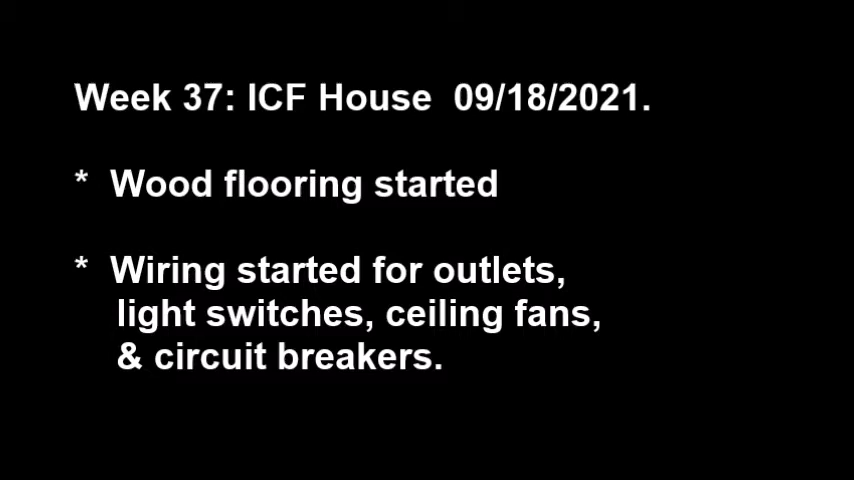 Week 37: ICF House  09/18/2021.
*  Wood flooring started
*  Wiring started for outlets,
light switches, ceiling fans,
& circuit breakers.